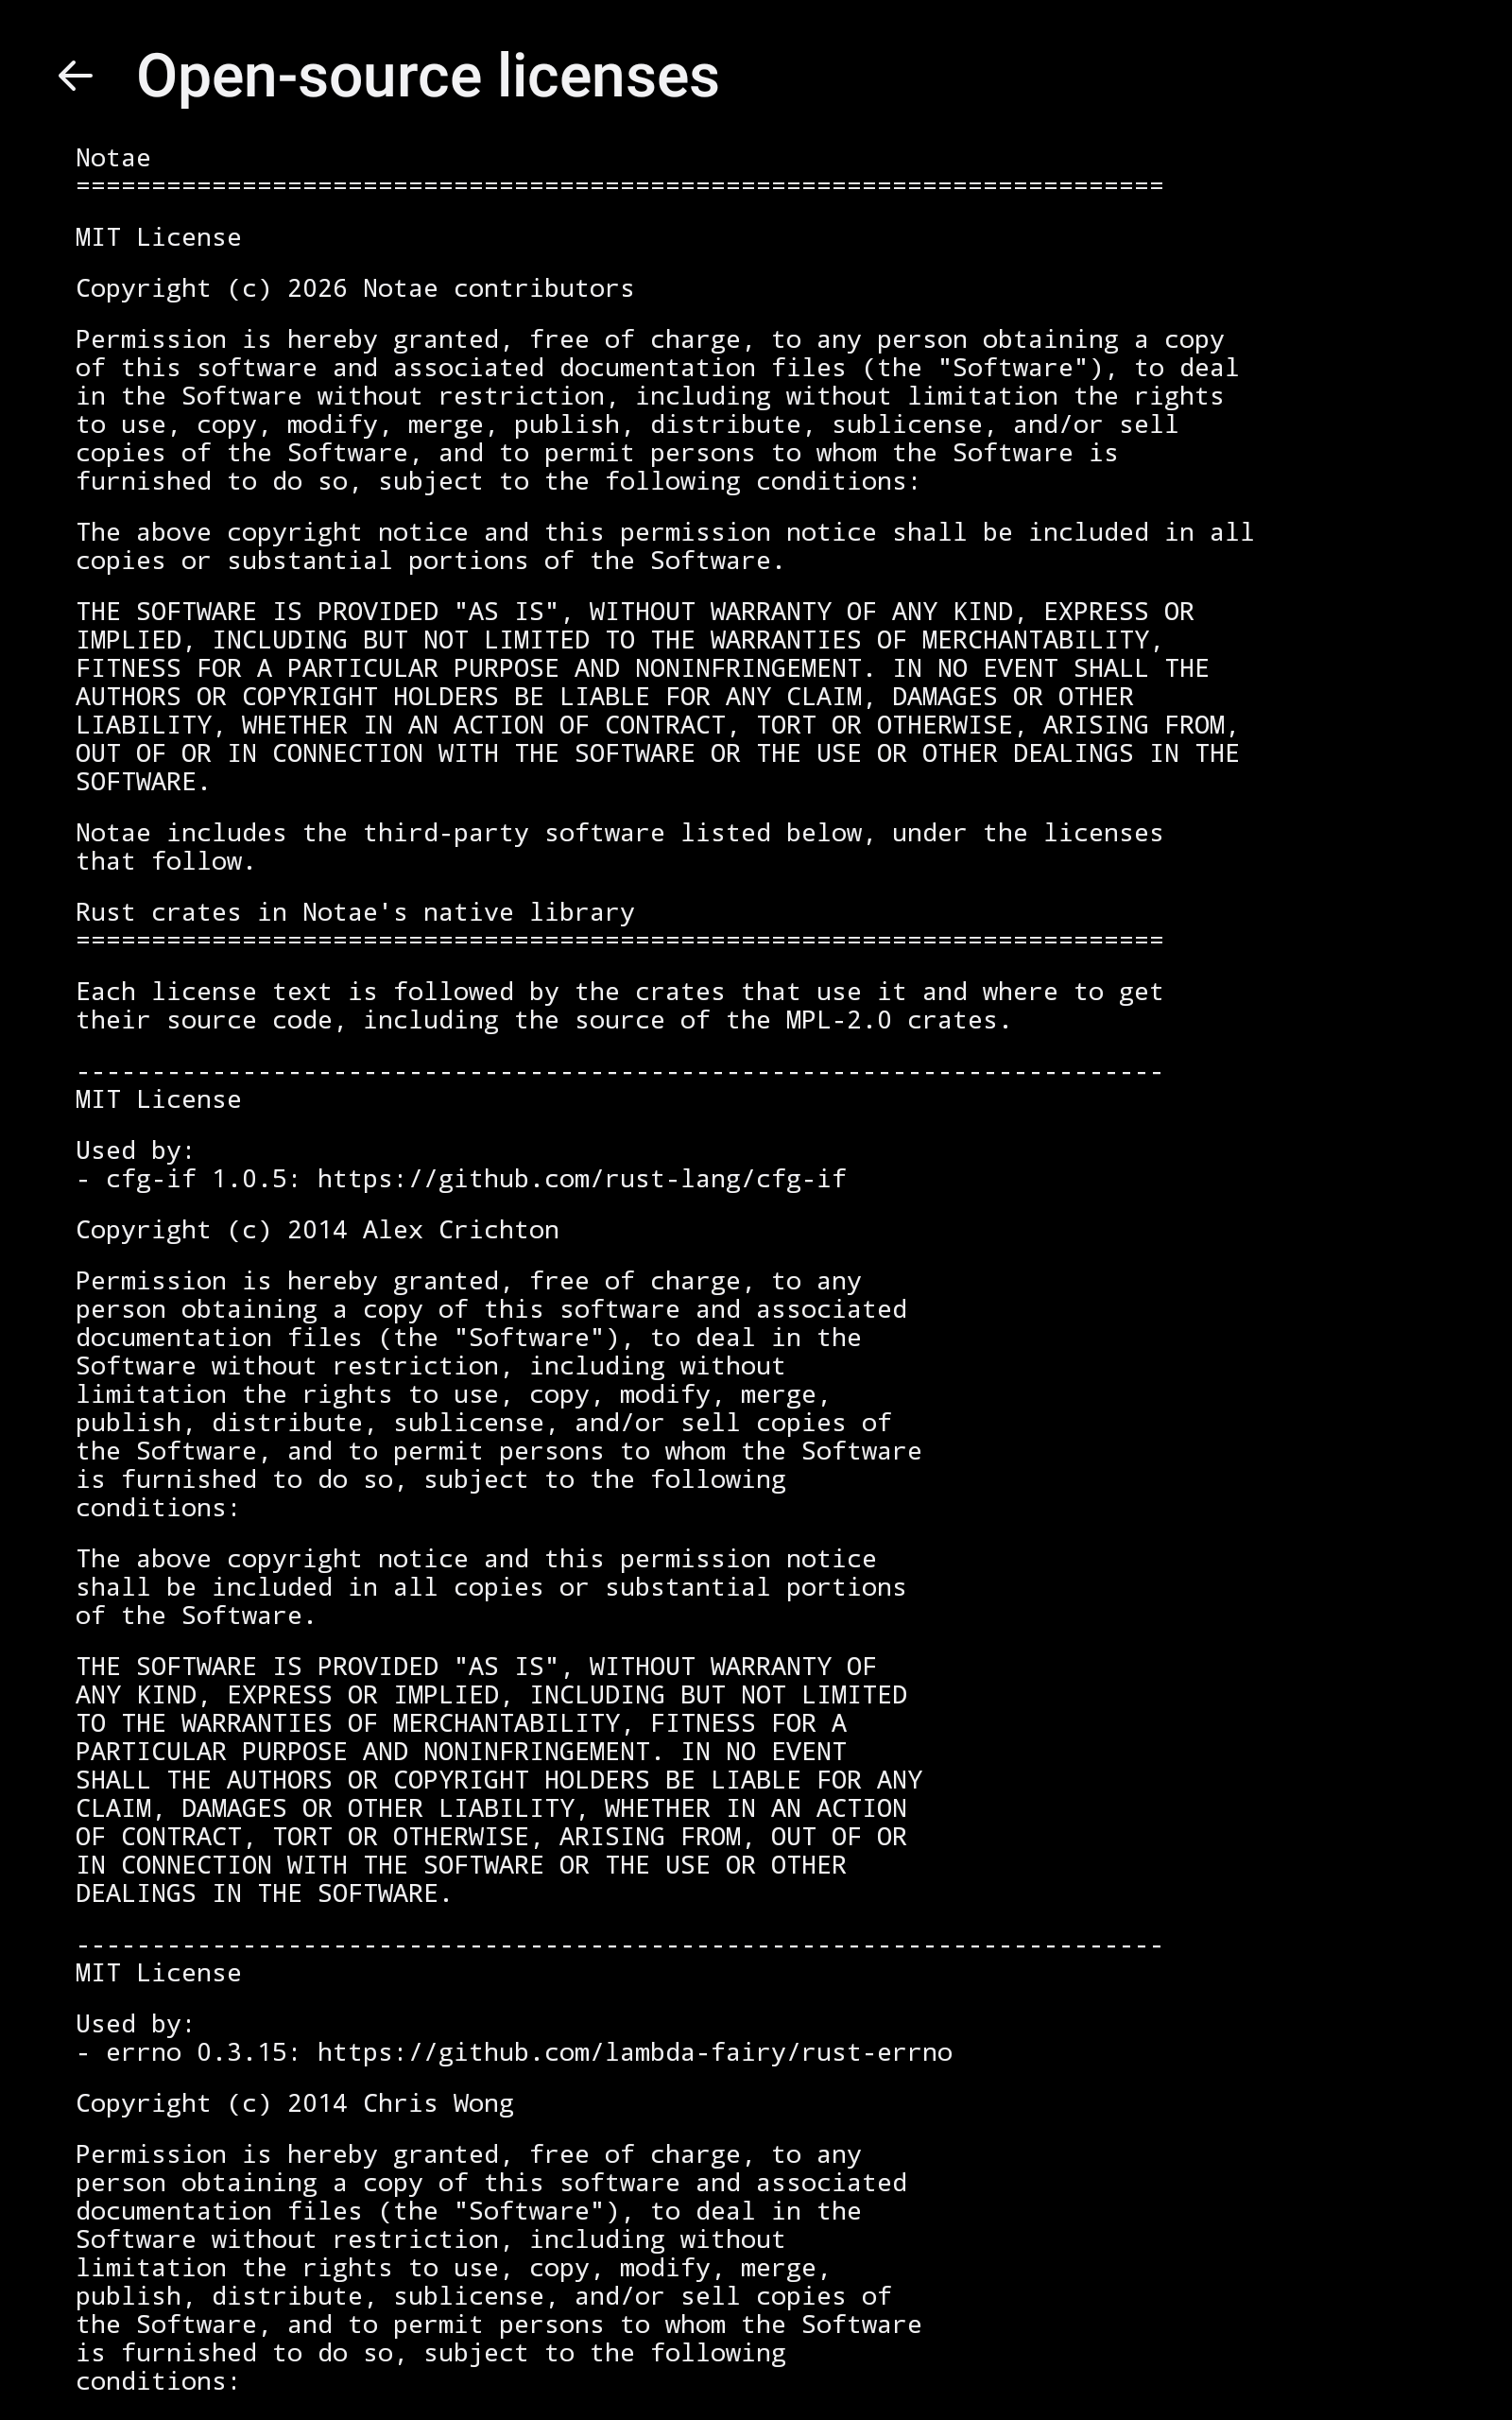 Open-source licenses
Notae
========================================================================
MIT License
Copyright (c) 2026 Notae contributors
Permission is hereby granted, free of charge, to any person obtaining a copy
of this software and associated documentation files (the "Software"), to deal
in the Software without restriction, including without limitation the rights
to use, copy, modify, merge, publish, distribute, sublicense, and/or sell
copies of the Software, and to permit persons to whom the Software is
furnished to do so, subject to the following conditions:
The above copyright notice and this permission notice shall be included in all
copies or substantial portions of the Software.
THE SOFTWARE IS PROVIDED "AS IS", WITHOUT WARRANTY OF ANY KIND, EXPRESS OR
IMPLIED, INCLUDING BUT NOT LIMITED TO THE WARRANTIES OF MERCHANTABILITY,
FITNESS FOR A PARTICULAR PURPOSE AND NONINFRINGEMENT. IN NO EVENT SHALL THE
AUTHORS OR COPYRIGHT HOLDERS BE LIABLE FOR ANY CLAIM, DAMAGES OR OTHER
LIABILITY, WHETHER IN AN ACTION OF CONTRACT, TORT OR OTHERWISE, ARISING FROM,
OUT OF OR IN CONNECTION WITH THE SOFTWARE OR THE USE OR OTHER DEALINGS IN THE
SOFTWARE.
Notae includes the third-party software listed below, under the licenses
that follow.
Rust crates in Notae's native library
========================================================================
Each license text is followed by the crates that use it and where to get
their source code, including the source of the MPL-2.0 crates.
------------------------------------------------------------------------
MIT License
Used by:
- cfg-if 1.0.5: https://github.com/rust-lang/cfg-if
Copyright (c) 2014 Alex Crichton
Permission is hereby granted, free of charge, to any
person obtaining a copy of this software and associated
documentation files (the "Software"), to deal in the
Software without restriction, including without
limitation the rights to use, copy, modify, merge,
publish, distribute, sublicense, and/or sell copies of
the Software, and to permit persons to whom the Software
is furnished to do so, subject to the following
conditions:
The above copyright notice and this permission notice
shall be included in all copies or substantial portions
of the Software.
THE SOFTWARE IS PROVIDED "AS IS", WITHOUT WARRANTY OF
ANY KIND, EXPRESS OR IMPLIED, INCLUDING BUT NOT LIMITED
TO THE WARRANTIES OF MERCHANTABILITY, FITNESS FOR A
PARTICULAR PURPOSE AND NONINFRINGEMENT. IN NO EVENT
SHALL THE AUTHORS OR COPYRIGHT HOLDERS BE LIABLE FOR ANY
CLAIM, DAMAGES OR OTHER LIABILITY, WHETHER IN AN ACTION
OF CONTRACT, TORT OR OTHERWISE, ARISING FROM, OUT OF OR
IN CONNECTION WITH THE SOFTWARE OR THE USE OR OTHER
DEALINGS IN THE SOFTWARE.
------------------------------------------------------------------------
MIT License
Used by:
- errno 0.3.15: https://github.com/lambda-fairy/rust-errno
Copyright (c) 2014 Chris Wong
Permission is hereby granted, free of charge, to any
person obtaining a copy of this software and associated
documentation files (the "Software"), to deal in the
Software without restriction, including without
limitation the rights to use, copy, modify, merge,
publish, distribute, sublicense, and/or sell copies of
the Software, and to permit persons to whom the Software
is furnished to do so, subject to the following
conditions: